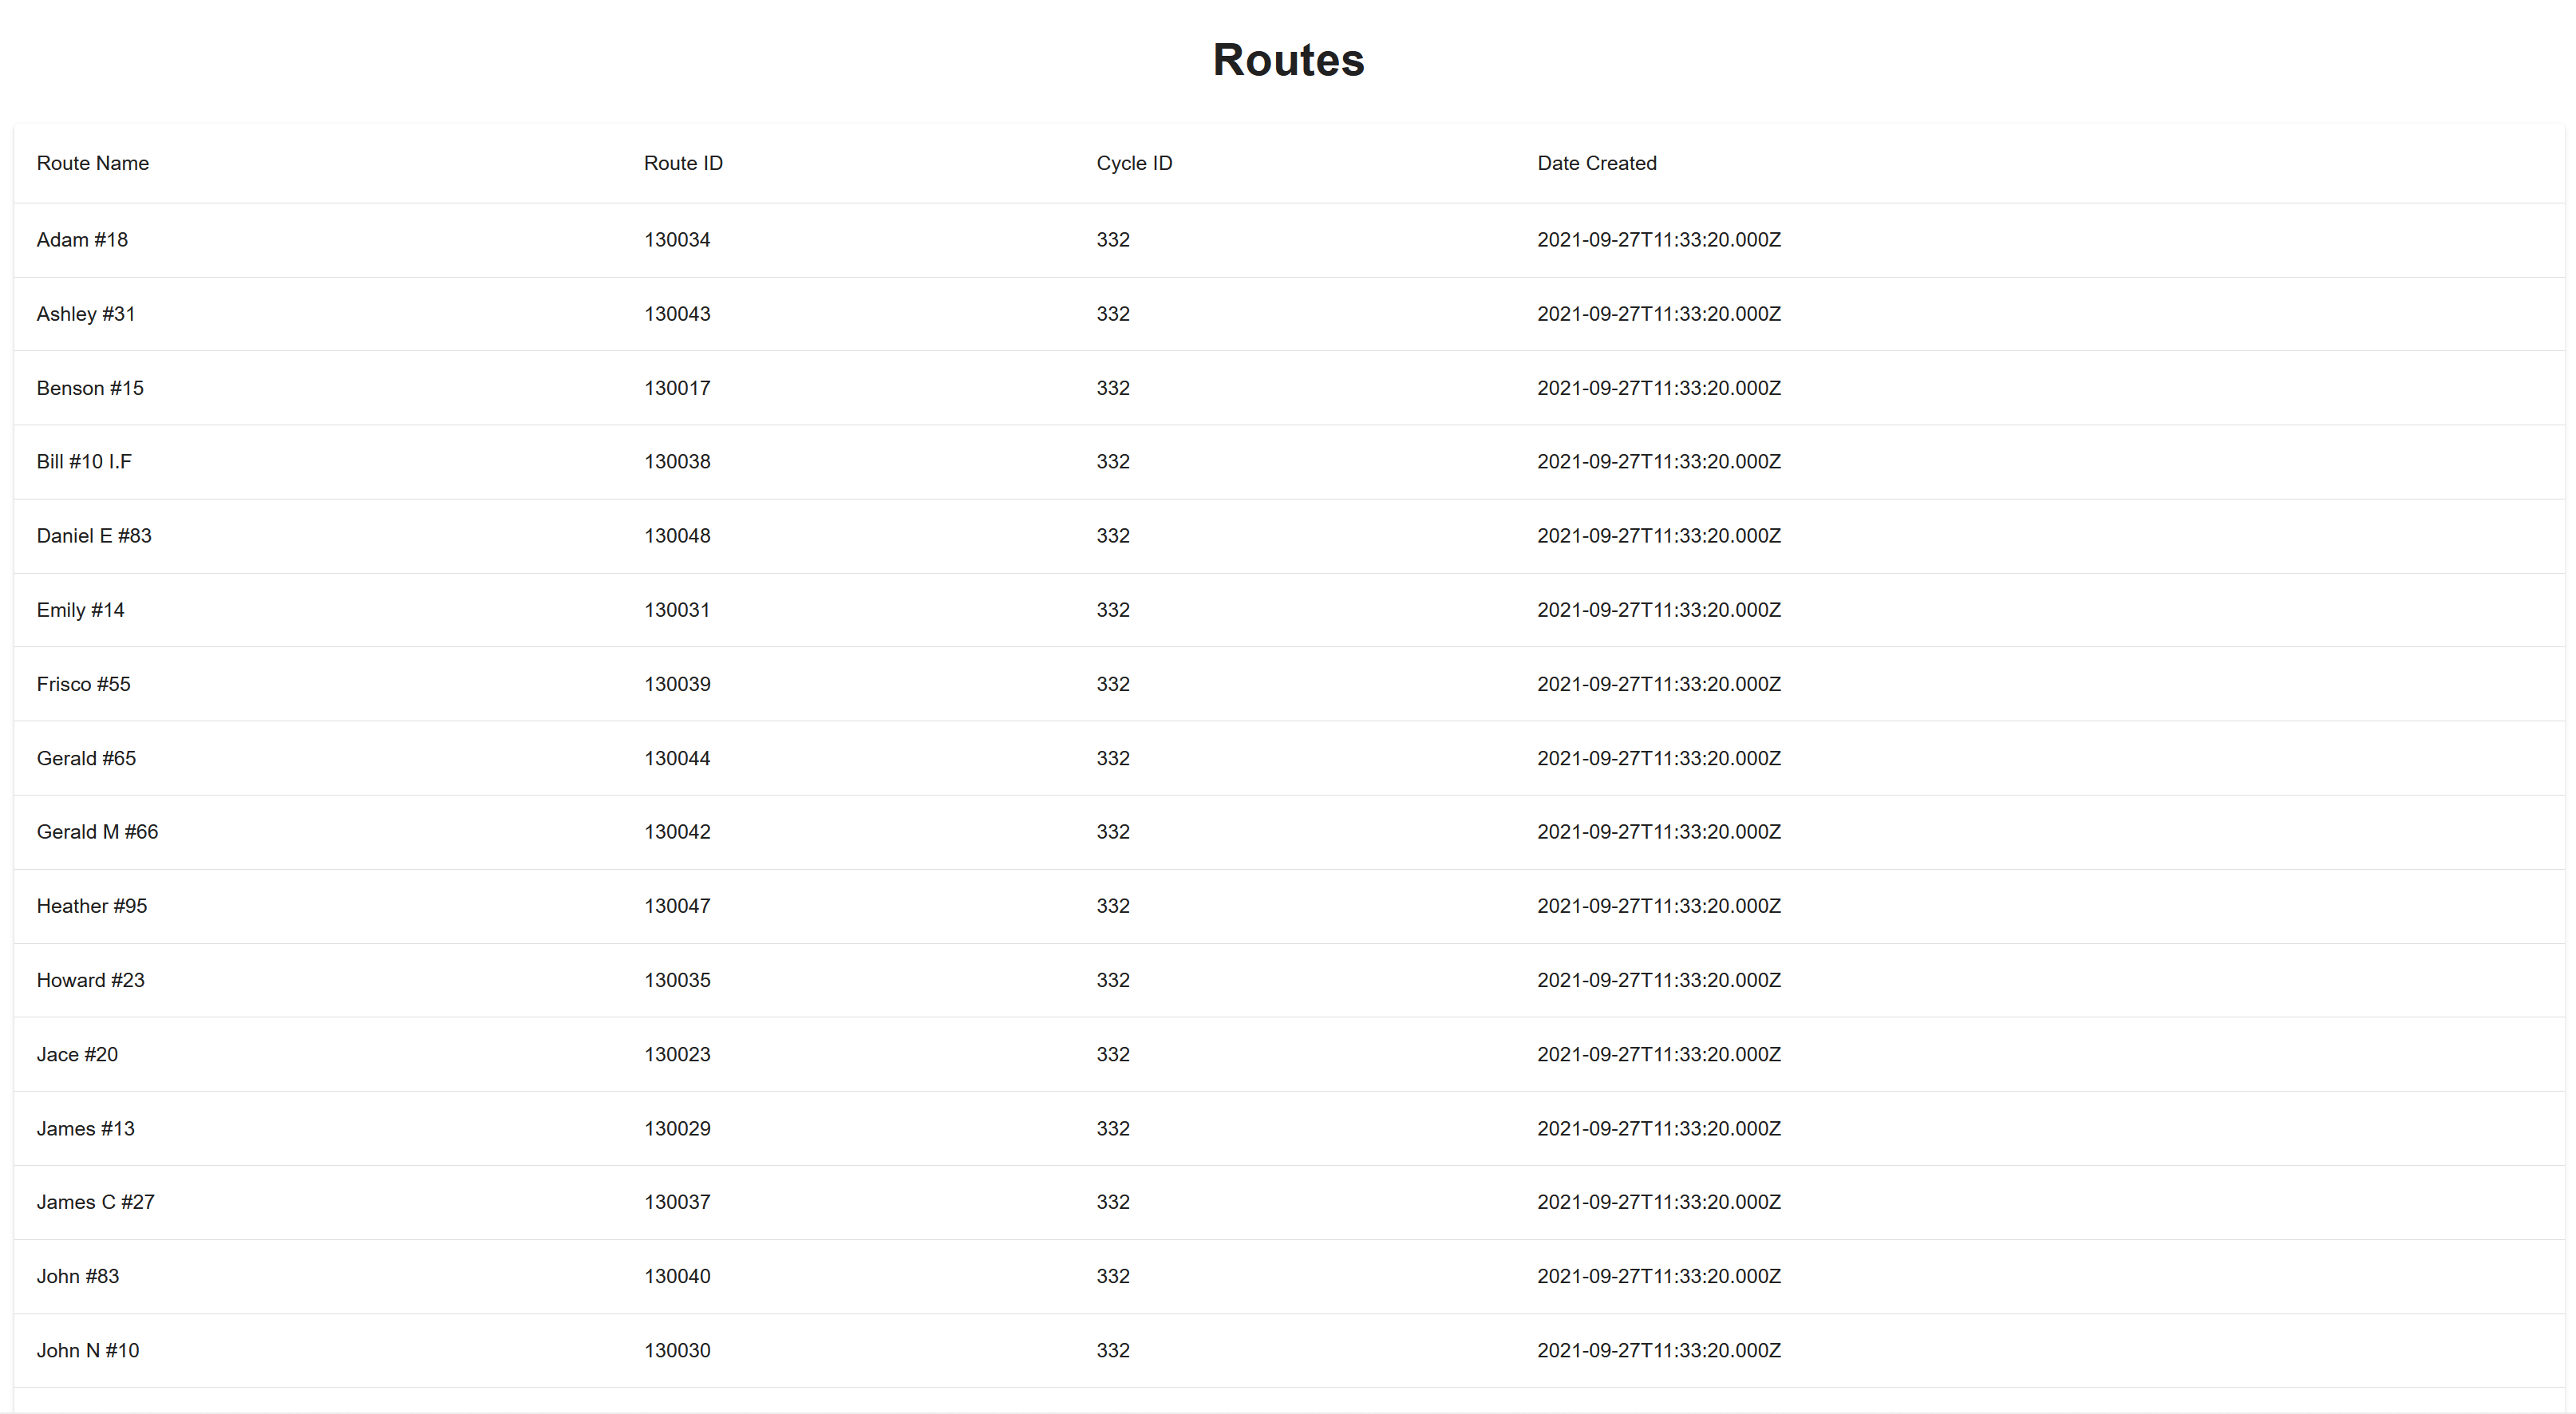 Routes
Route Name Route ID Cycle ID Date Created
Adam #18 130034 332 2021-09-27T11:33:20.000Z
Ashley #31 130043 332 2021-09-27T11:33:20.000Z
Benson #15 130017 332 2021-09-27T11:33:20.000Z
Bill #10 I.F 130038 332 2021-09-27T11:33:20.000Z
Daniel E #83 130048 332 2021-09-27T11:33:20.000Z
Emily #14 130031 332 2021-09-27T11:33:20.000Z
Frisco #55 130039 332 2021-09-27T11:33:20.000Z
Gerald #65 130044 332 2021-09-27T11:33:20.000Z
Gerald M #66 130042 332 2021-09-27T11:33:20.000Z
Heather #95 130047 332 2021-09-27T11:33:20.000Z
Howard #23 130035 332 2021-09-27T11:33:20.000Z
Jace #20 130023 332 2021-09-27T11:33:20.000Z
James #13 130029 332 2021-09-27T11:33:20.000Z
James C #27 130037 332 2021-09-27T11:33:20.000Z
John #83 130040 332 2021-09-27T11:33:20.000Z
John N #10 130030 332 2021-09-27T11:33:20.000Z